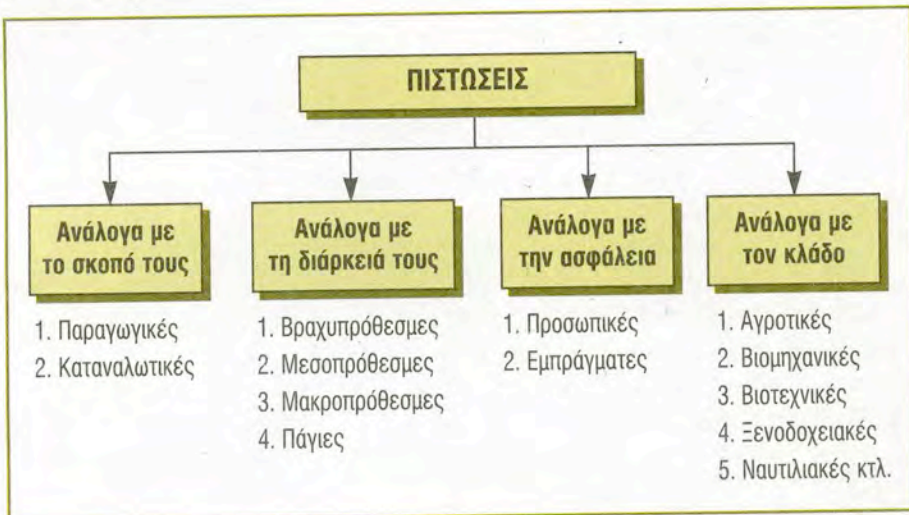 ΠΙΣΤΩΣΕΙΣ
Ανάλογα με
το σκοπό τους
1. Παραγωγικές
2. Καταναλωτικές
Ανάλογα με
τη διάρκειά τους
1. Βραχυπρόθεσμες
2. Μεσοπρόθεσμες
3. Μακροπρόθεσμες
4. Πάγιες
Ανάλογα με
την ασφάλεια
1. Προσωπικές
2. Εμπράγματες
Ανάλογα με
τον κλάδο
1. Αγροτικές
2. Βιομηχανικές
3. Βιοτεχνικές
4. Ξενοδοχειακές
5. Ναυτιλιακές κτλ.